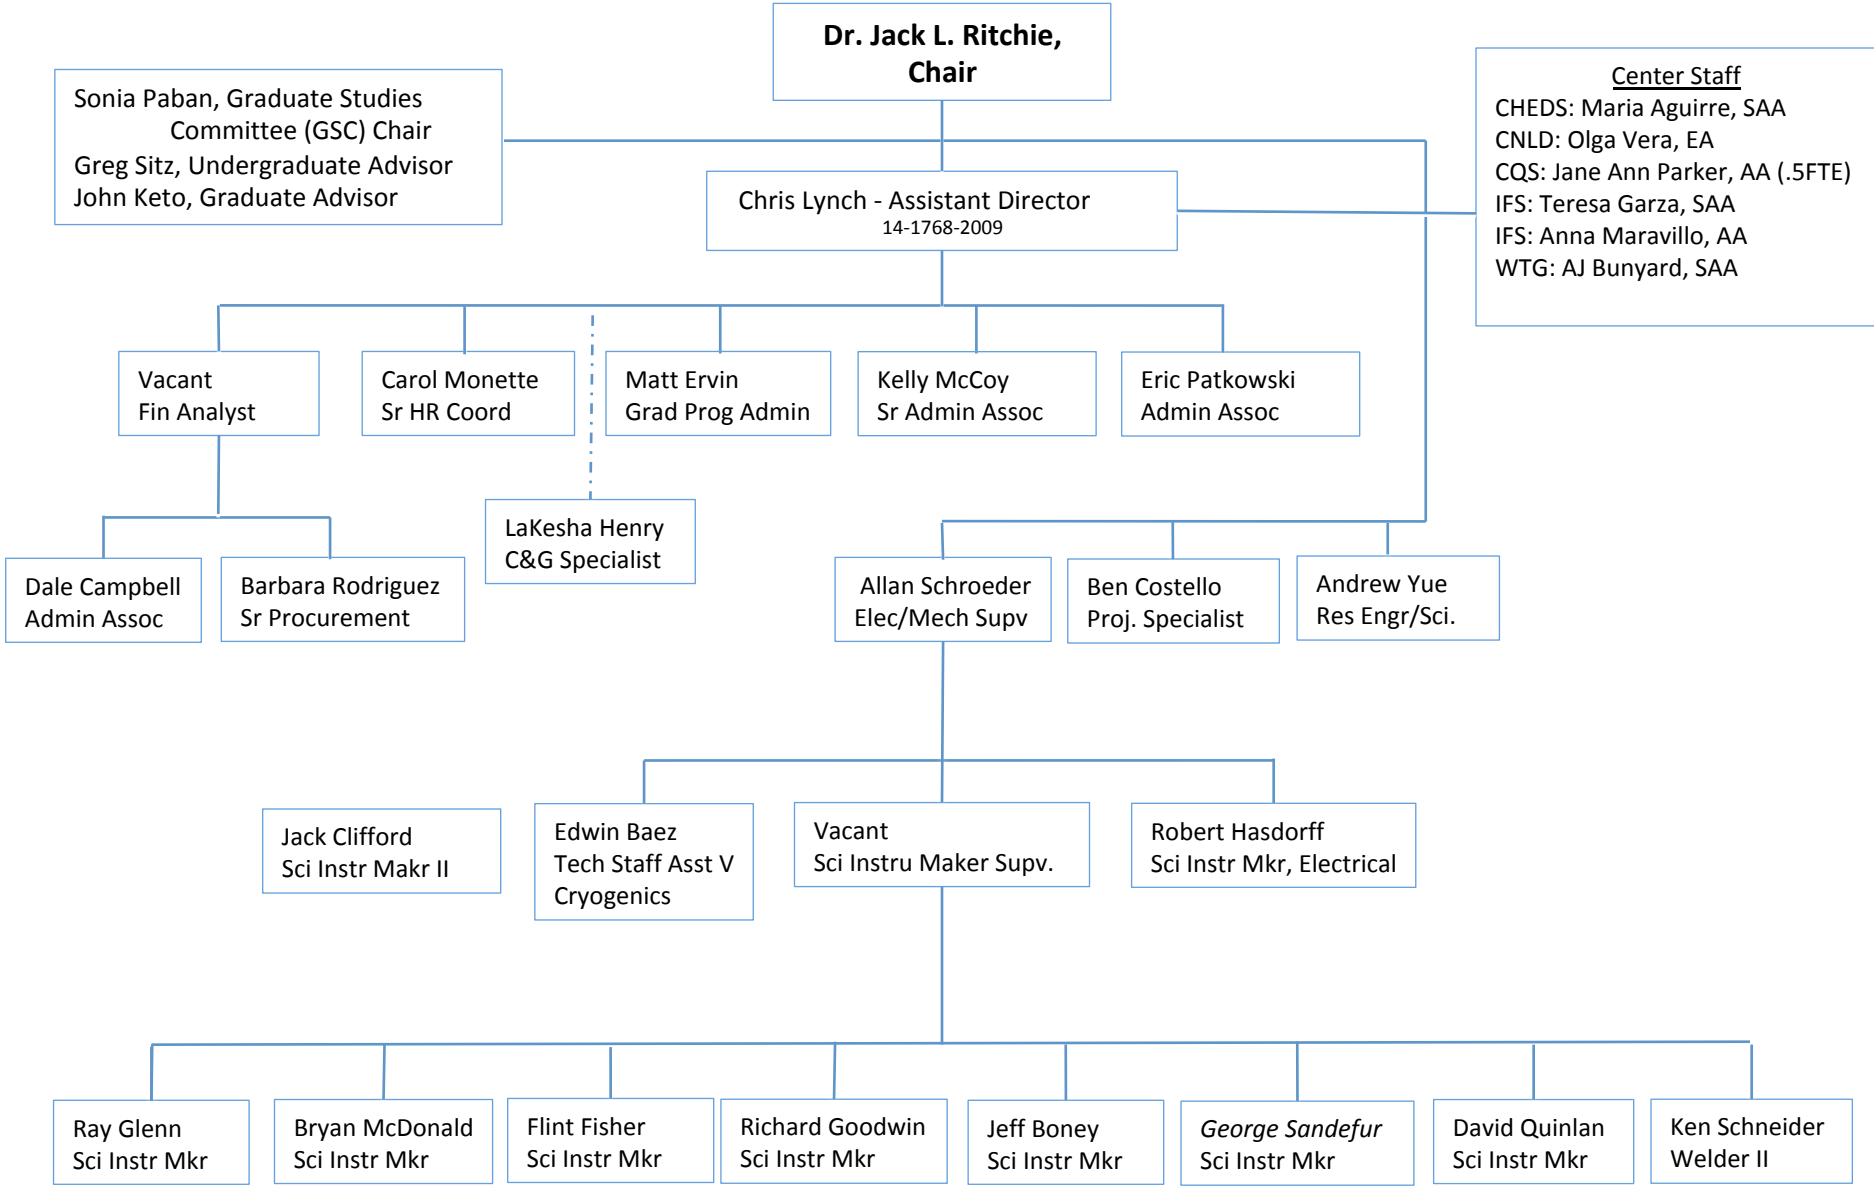 Dr. Jack L. Ritchie,
Chair
Sonia Paban, Graduate Studies
Committee (GSC) Chair
Greg Sitz, Undergraduate Advisor
John Keto, Graduate Advisor
Center Staff
CHEDS: Maria Aguirre, SAA
CNLD: Olga Vera, EA
CQS: Jane Ann Parker, AA (.5FTE)
IFS: Teresa Garza, SAA
IFS: Anna Maravillo, AA
WTG: AJ Bunyard, SAA
Chris Lynch - Assistant Director
14-1768-2009
Vacant
Fin Analyst
Carol Monette
Sr HR Coord
Matt Ervin
Grad Prog Admin
Kelly McCoy
Sr Admin Assoc
Eric Patkowski
Admin Assoc
LaKesha Henry
C&G Specialist
Dale Campbell
Admin Assoc
Barbara Rodriguez
Sr Procurement
Allan Schroeder
Elec/Mech Supv
Ben Costello
Proj. Specialist
Andrew Yue
Res Engr/Sci.
Jack Clifford
Sci Instr Makr II
Edwin Baez
Tech Staff Asst V
Cryogenics
Vacant
Sci Instru Maker Supv.
Robert Hasdorff
Sci Instr Mkr, Electrical
Ray Glenn
Sci Instr Mkr
Bryan McDonald
Sci Instr Mkr
Flint Fisher
Sci Instr Mkr
Richard Goodwin
Sci Instr Mkr
Jeff Boney
Sci Instr Mkr
George Sandefur
Sci Instr Mkr
David Quinlan
Sci Instr Mkr
Ken Schneider
Welder II